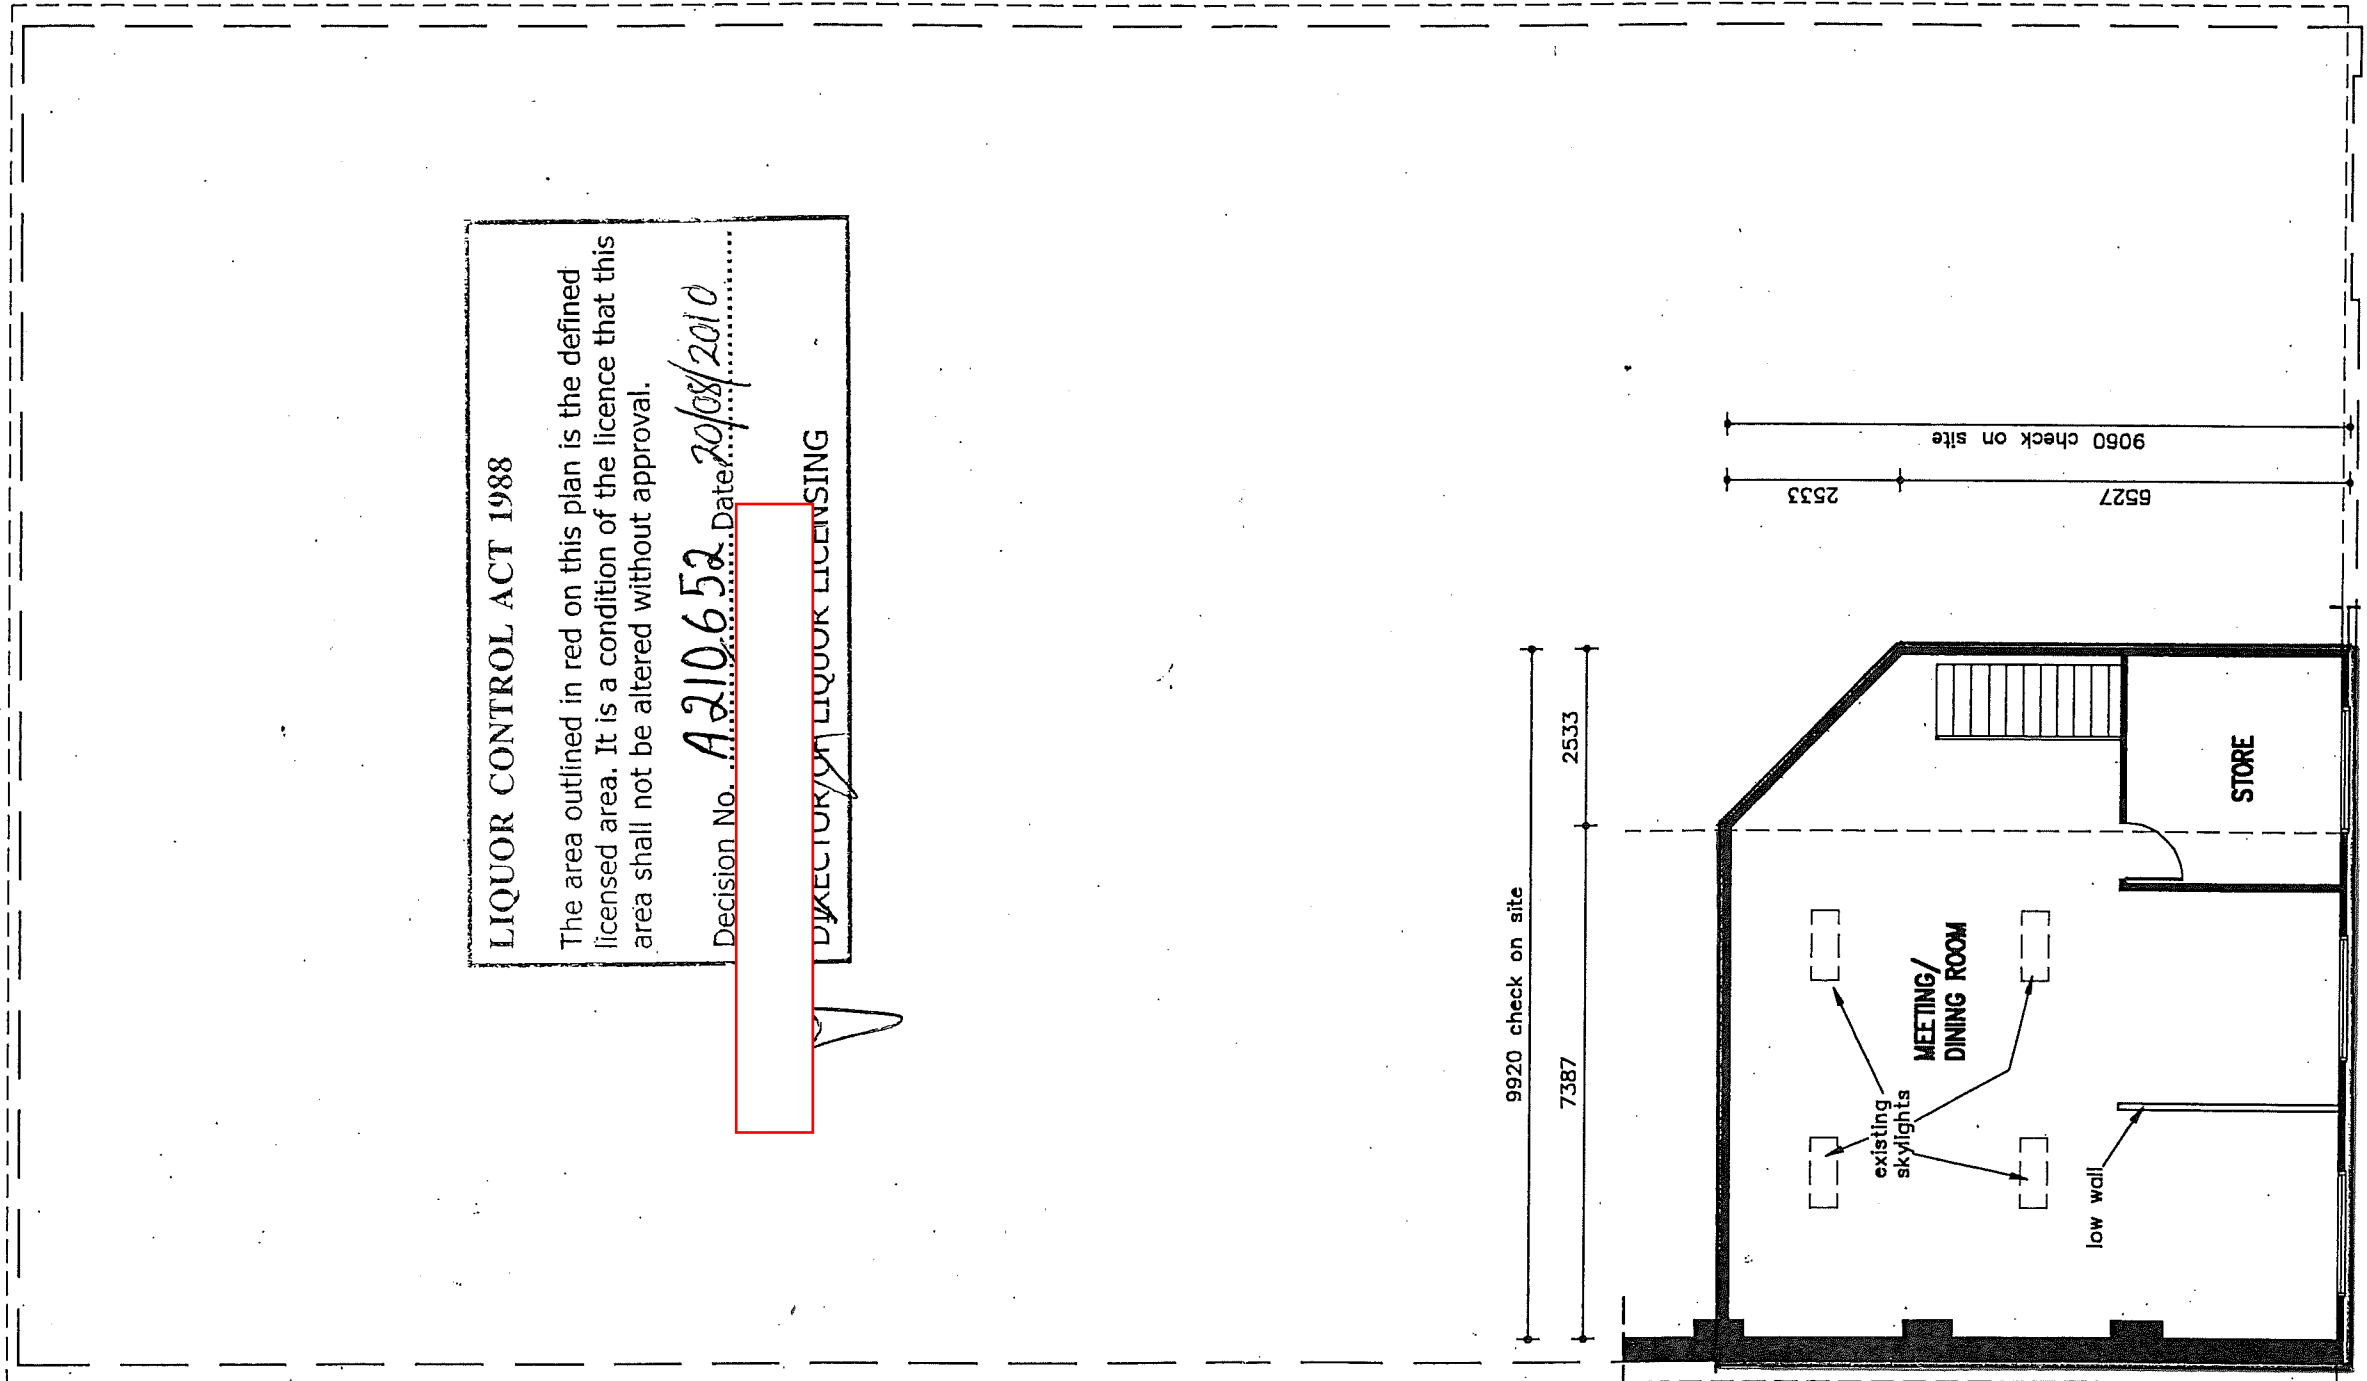 LIQUOR CONTROL ACT 1988
The area outlined in red on this plan is the defined
licensed area. It is a condition of the licence that this
area shall not be altered without approval.
Decision No. A210652 Date 20/08/2010
DIRECTOR OF LIQUOR LICENSING
9060 check on site
2533
6527
9920 check on site
2533
7387
STORE
MEETING/
DINING ROOM
existing
skylights
low wall